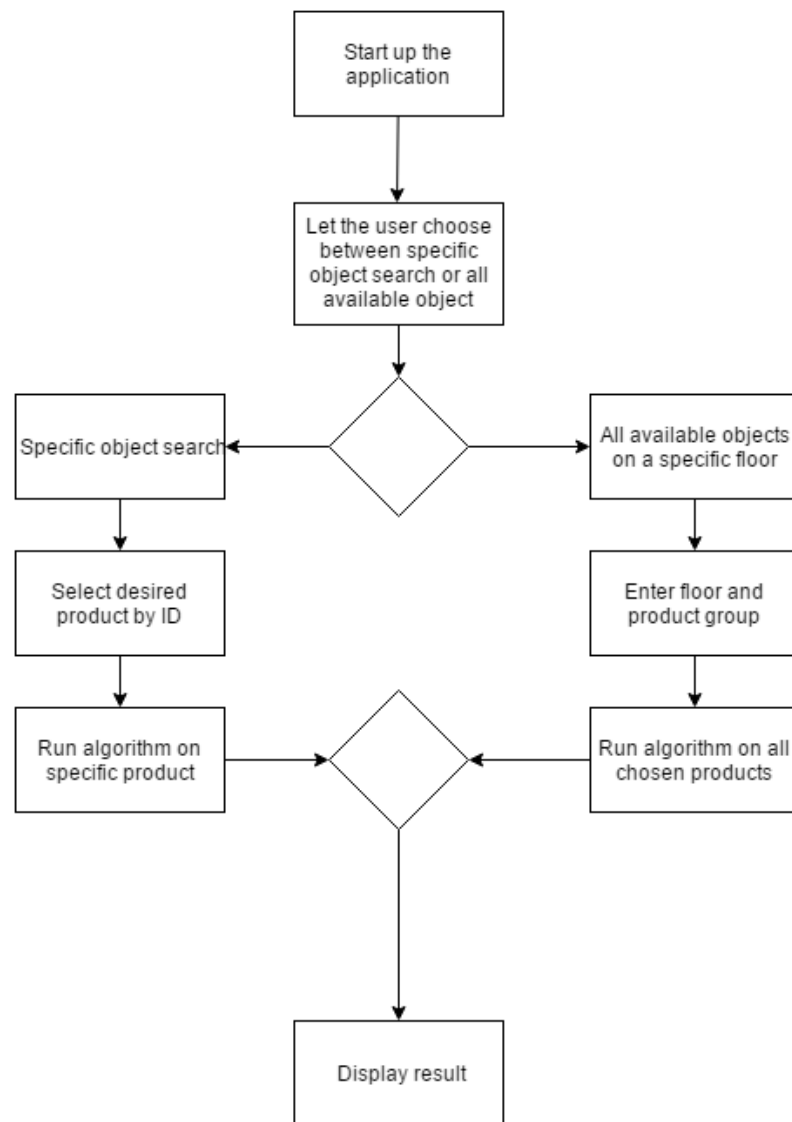 Start up the
application
Let the user choose
between specific
object search or all
available object
Specific object search
All available objects
on a specific floor
Select desired
product by ID
Enter floor and
product group
Run algorithm on
specific product
Run algorithm on all
chosen products
Display result